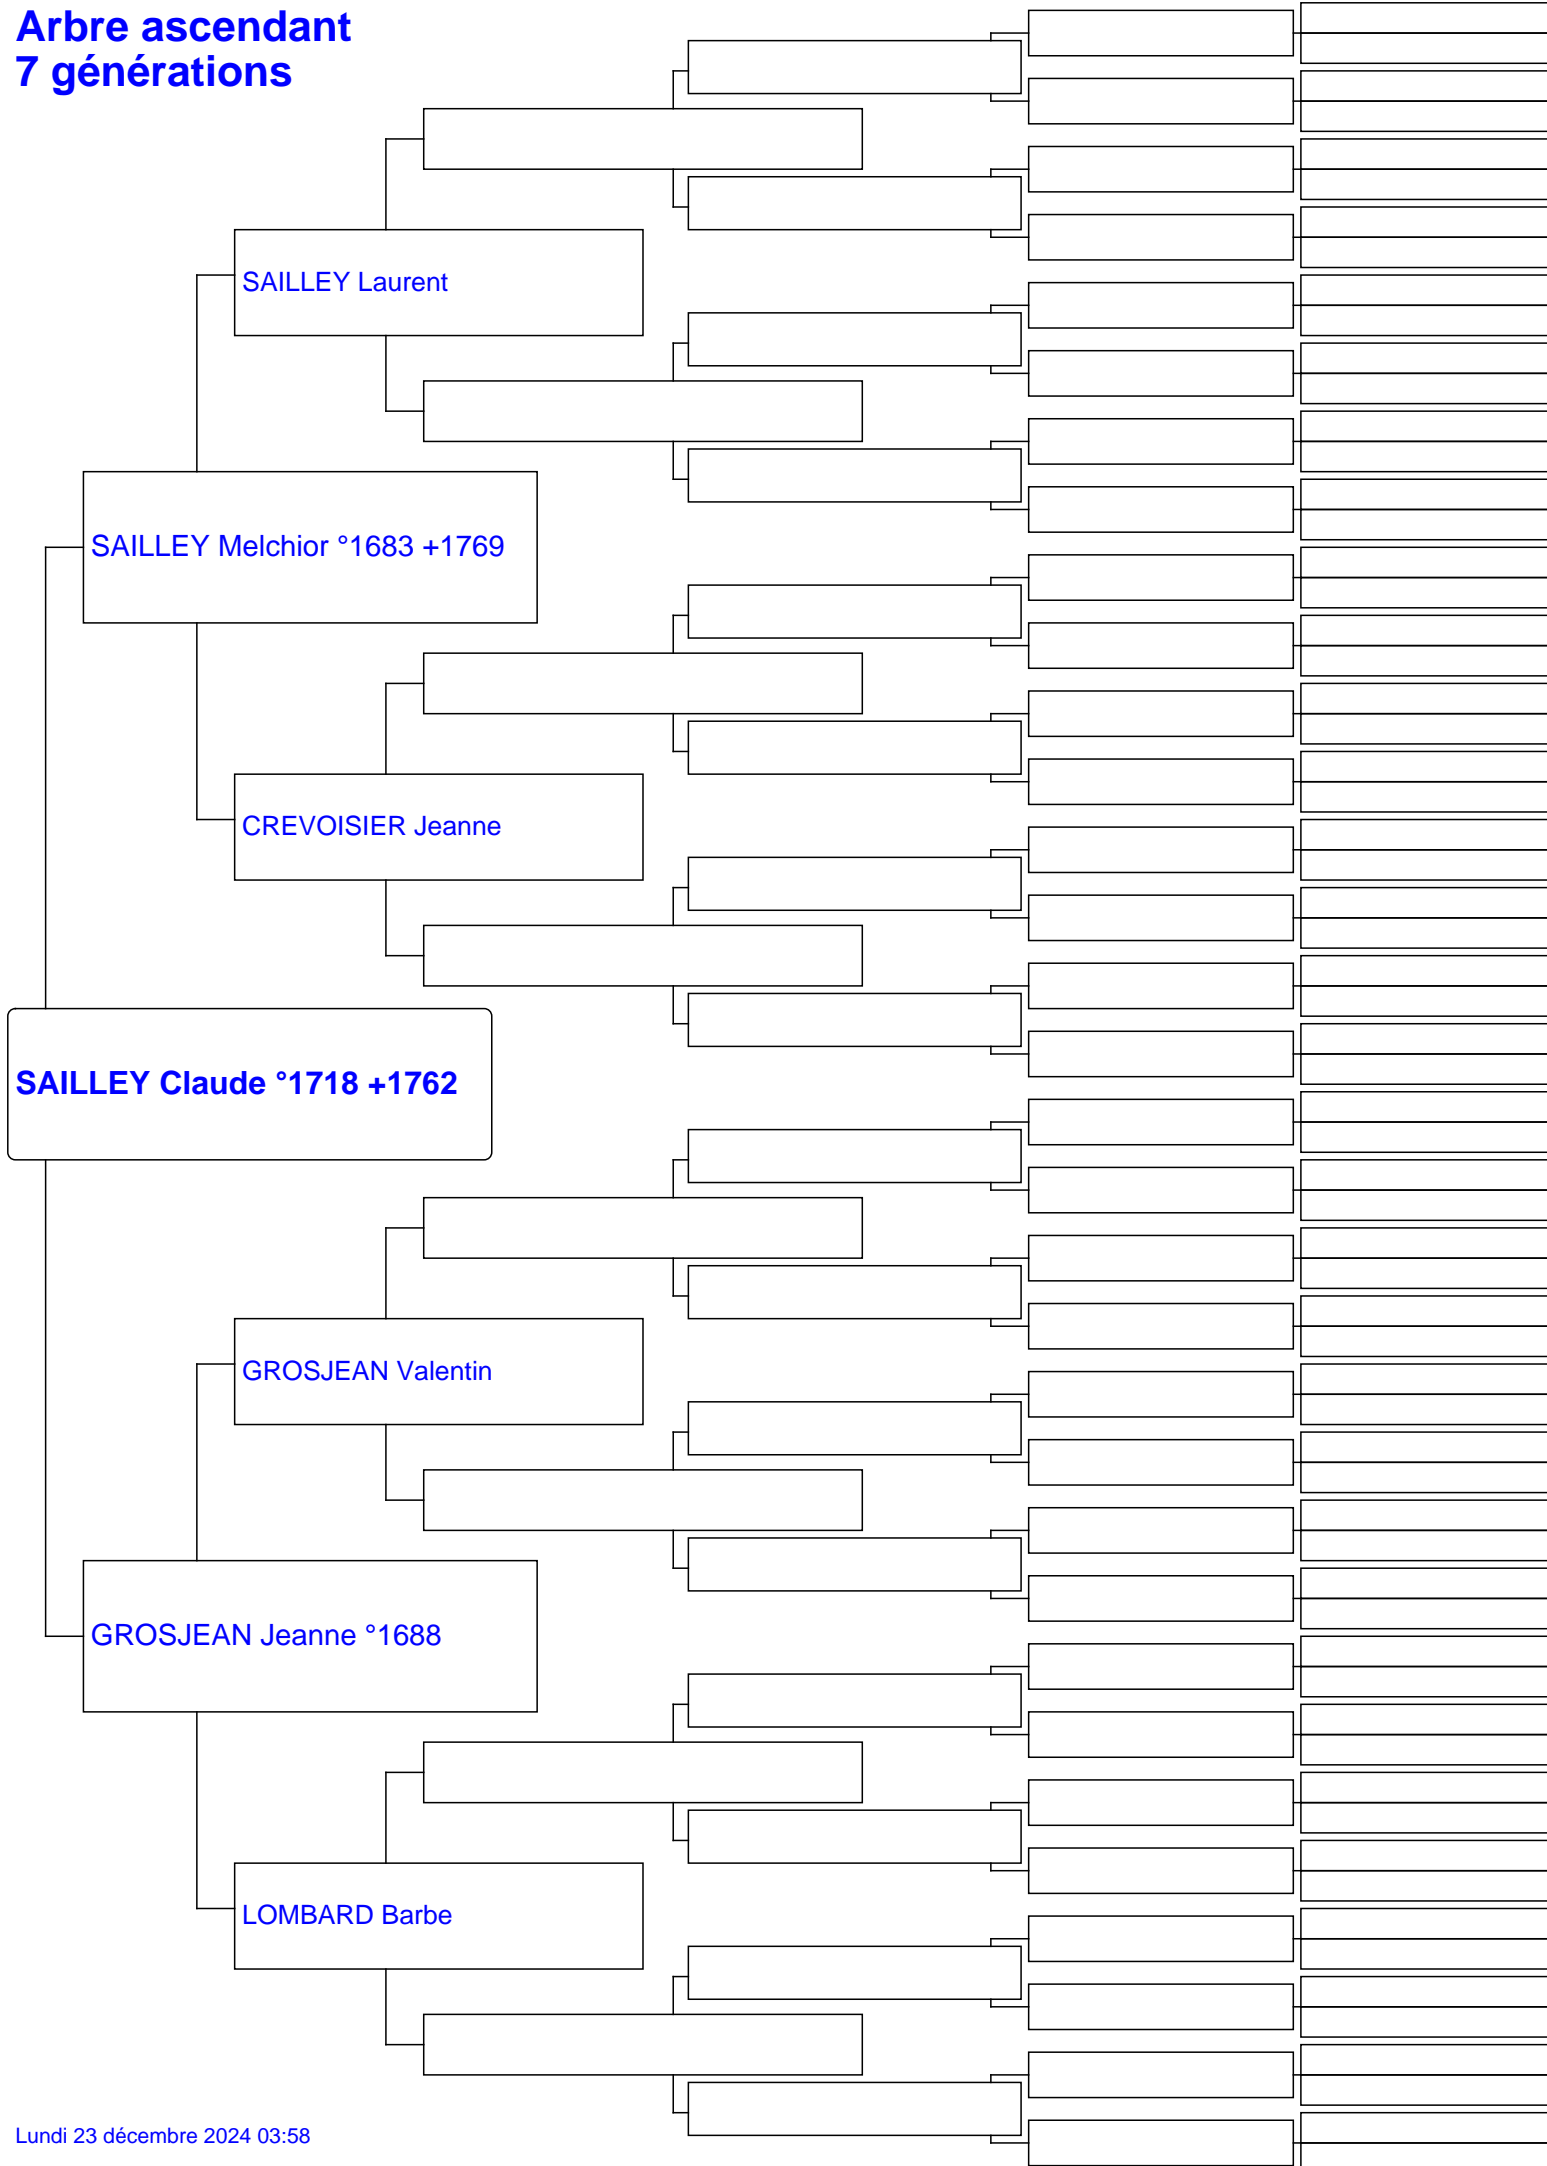 Arbre ascendant
7 générations
SAILLEY Laurent
SAILLEY Melchior °1683 +1769
CREVOISIER Jeanne
SAILLEY Claude °1718 +1762
GROSJEAN Valentin
GROSJEAN Jeanne °1688
LOMBARD Barbe
Lundi 23 décembre 2024 03:58